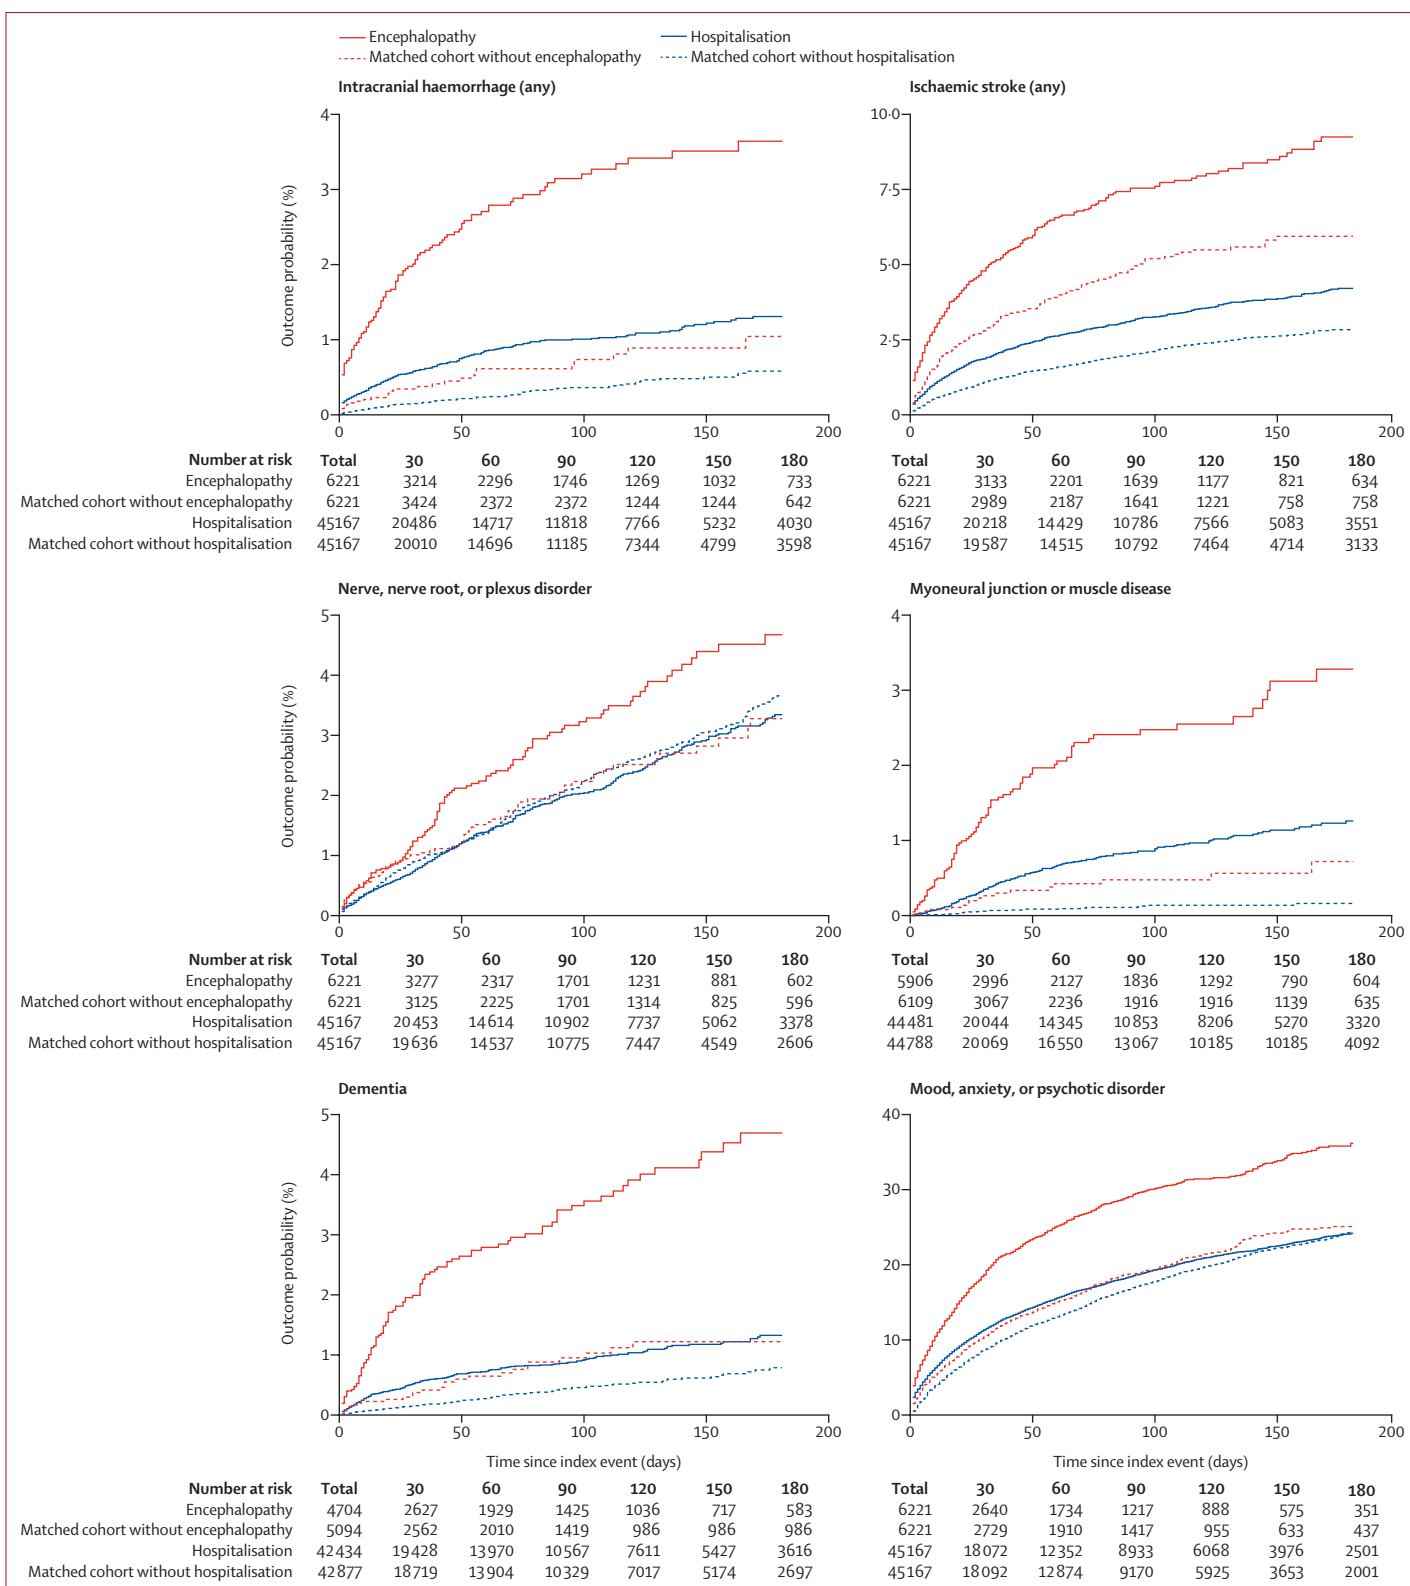 Encephalopathy
Matched cohort without encephalopathy
Hospitalisation
Matched cohort without hospitalisation
Intracranial haemorrhage (any)
Outcome probability (%)
4
3
2
1
0
0 50 100 150 200
Number at risk Total 30 60 90 120 150 180
Encephalopathy 6221 3214 2296 1746 1269 1032 733
Matched cohort without encephalopathy 6221 3424 2372 2372 1244 1244 642
Hospitalisation 45167 20486 14717 11818 7766 5232 4030
Matched cohort without hospitalisation 45167 20010 14696 11185 7344 4799 3598
Ischaemic stroke (any)
10·0
7·5
5·0
2·5
0
0 50 100 150 200
Total 30 60 90 120 150 180
6221 3133 2201 1639 1177 821 634
6221 2989 2187 1641 1221 758 758
45167 20218 14429 10786 7566 5083 3551
45167 19587 14515 10792 7464 4714 3133
Nerve, nerve root, or plexus disorder
Outcome probability (%)
5
4
3
2
1
0
0 50 100 150 200
Number at risk Total 30 60 90 120 150 180
Encephalopathy 6221 3277 2317 1701 1231 881 602
Matched cohort without encephalopathy 6221 3125 2225 1701 1314 825 596
Hospitalisation 45167 20453 14614 10902 7737 5062 3378
Matched cohort without hospitalisation 45167 19636 14537 10775 7447 4549 2606
Myoneural junction or muscle disease
4
3
2
1
0
0 50 100 150 200
Total 30 60 90 120 150 180
5906 2996 2127 1836 1292 790 604
6109 3067 2236 1916 1916 1139 635
44481 20044 14345 10853 8206 5270 3320
44788 20069 16550 13067 10185 10185 4092
Dementia
Outcome probability (%)
5
4
3
2
1
0
0 50 100 150 200
Time since index event (days)
Number at risk Total 30 60 90 120 150 180
Encephalopathy 4704 2627 1929 1425 1036 717 583
Matched cohort without encephalopathy 5094 2562 2010 1419 986 986 986
Hospitalisation 42434 19428 13970 10567 7611 5427 3616
Matched cohort without hospitalisation 42877 18719 13904 10329 7017 5174 2697
Mood, anxiety, or psychotic disorder
40
30
20
10
0
0 50 100 150 200
Time since index event (days)
Total 30 60 90 120 150 180
6221 2640 1734 1217 888 575 351
6221 2729 1910 1417 955 633 437
45167 18072 12352 8933 6068 3976 2501
45167 18092 12874 9170 5925 3653 2001